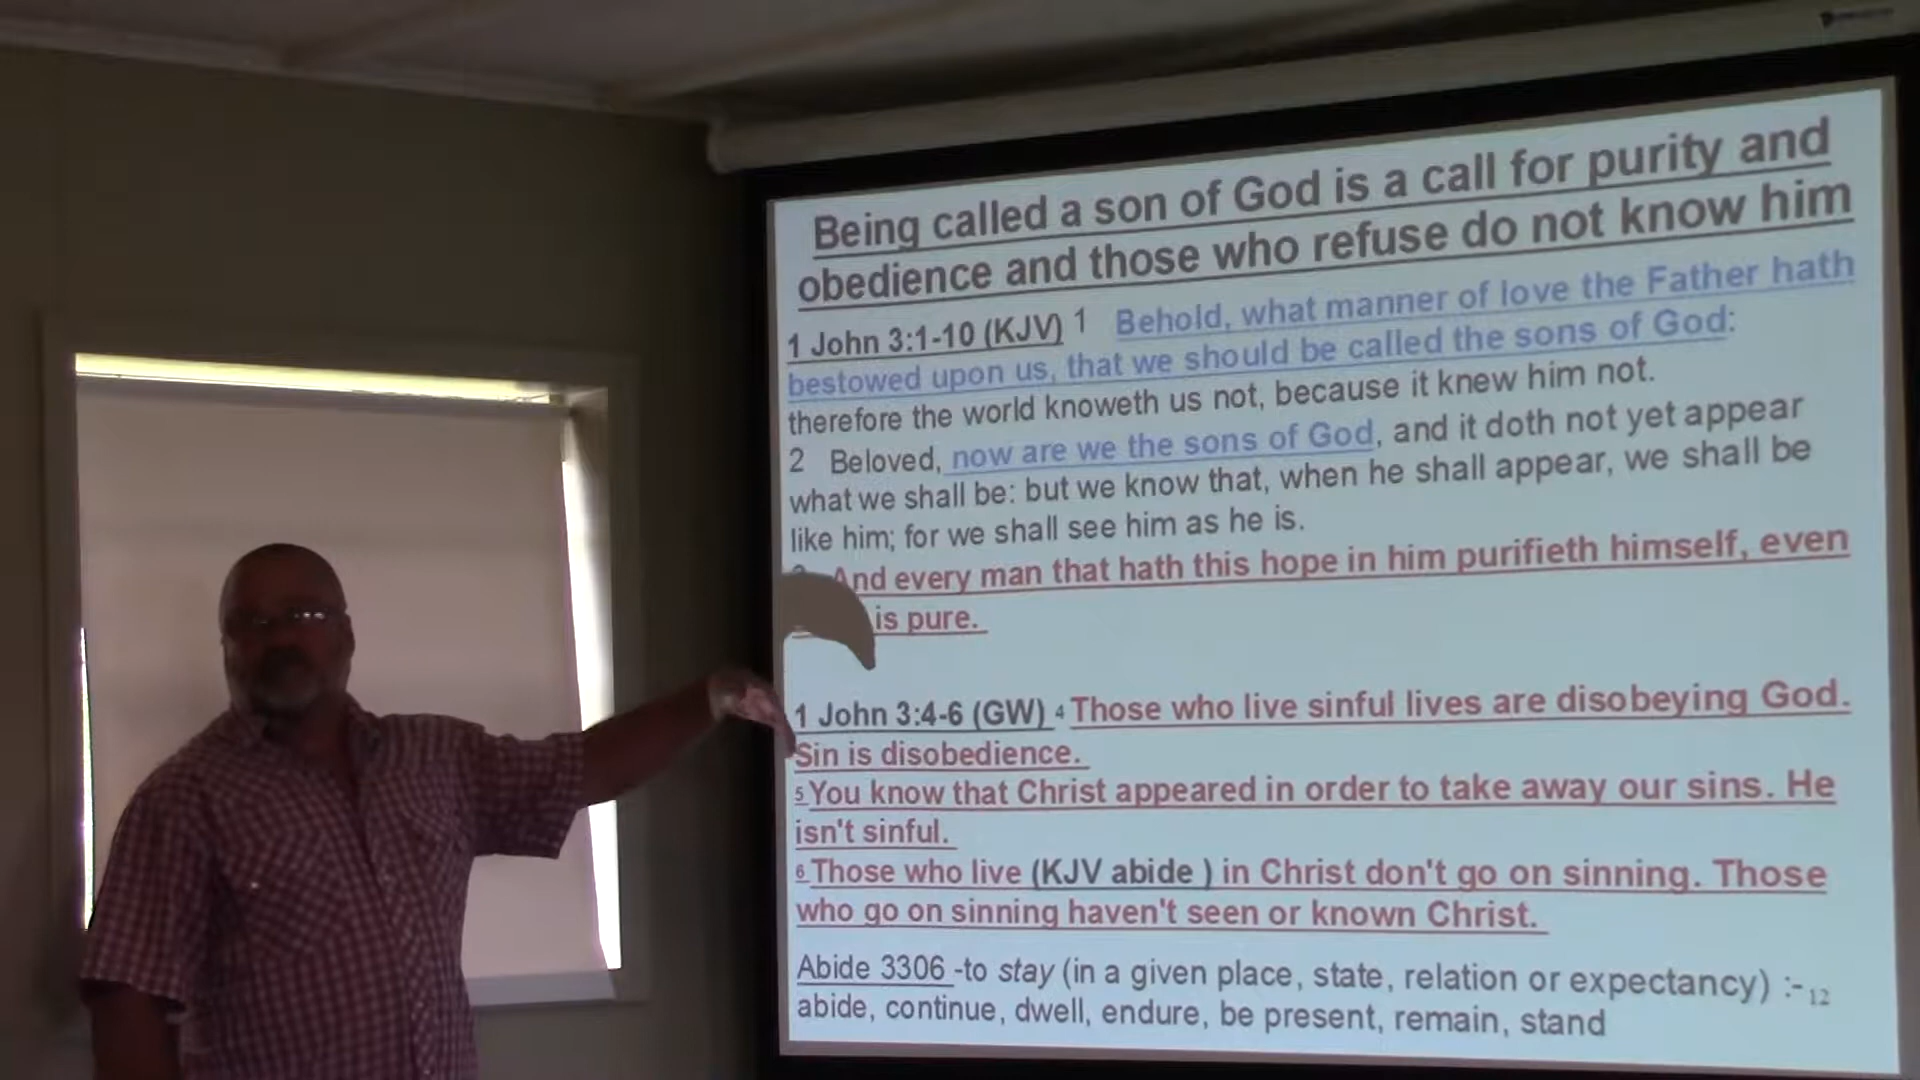 Being called a son of God is a call for purity and
obedience and those who refuse do not know him
1 John 3:1-10 (KJV) 1 Behold, what manner of love the Father hath
bestowed upon us, that we should be called the sons of God:
therefore the world knoweth us not, because it knew him not.
2 Beloved, now are we the sons of God, and it doth not yet appear
what we shall be: but we know that, when he shall appear, we shall be
like him; for we shall see him as he is.
And every man that hath this hope in him purifieth himself, even
is pure.
1 John 3:4-6 (GW) 4 Those who live sinful lives are disobeying God.
Sin is disobedience.
5 You know that Christ appeared in order to take away our sins. He
isn't sinful.
6 Those who live (KJV abide ) in Christ don't go on sinning. Those
who go on sinning haven't seen or known Christ.
Abide 3306 -to stay (in a given place, state, relation or expectancy) :-
12
abide, continue, dwell, endure, be present, remain, stand